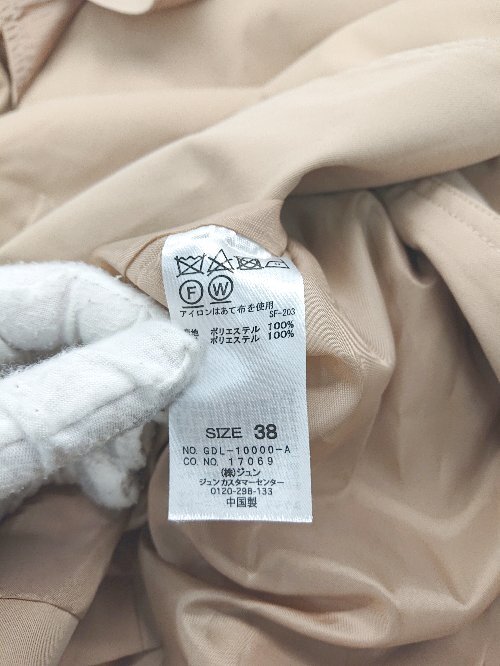 F W
アイロンはあて布を使用
SF-203
地 ポリエステル 100%
ポリエステル 100%
SIZE 38
NO. GDL-10000-A
CO. NO. 17069
(株)ジュン
ジュンカスタマーセンター
0120-298-133
中国製